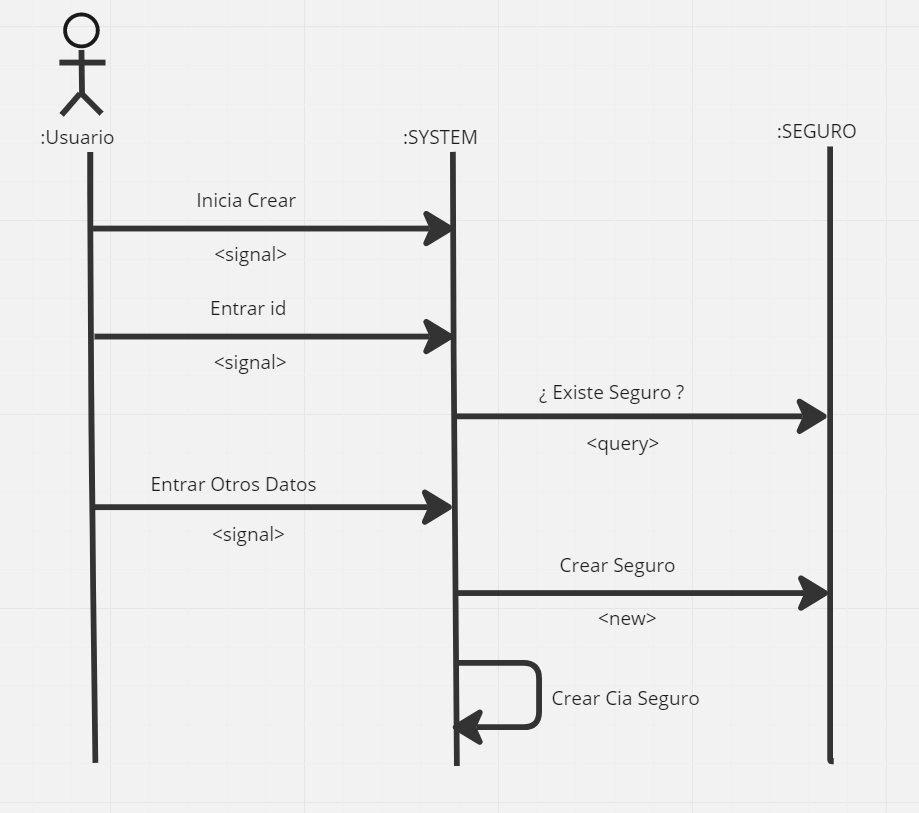 :Usuario
:SYSTEM
:SEGURO
Inicia Crear
<signal>
Entrar id
<signal>
¿ Existe Seguro ?
<query>
Entrar Otros Datos
<signal>
Crear Seguro
<new>
Crear Cia Seguro